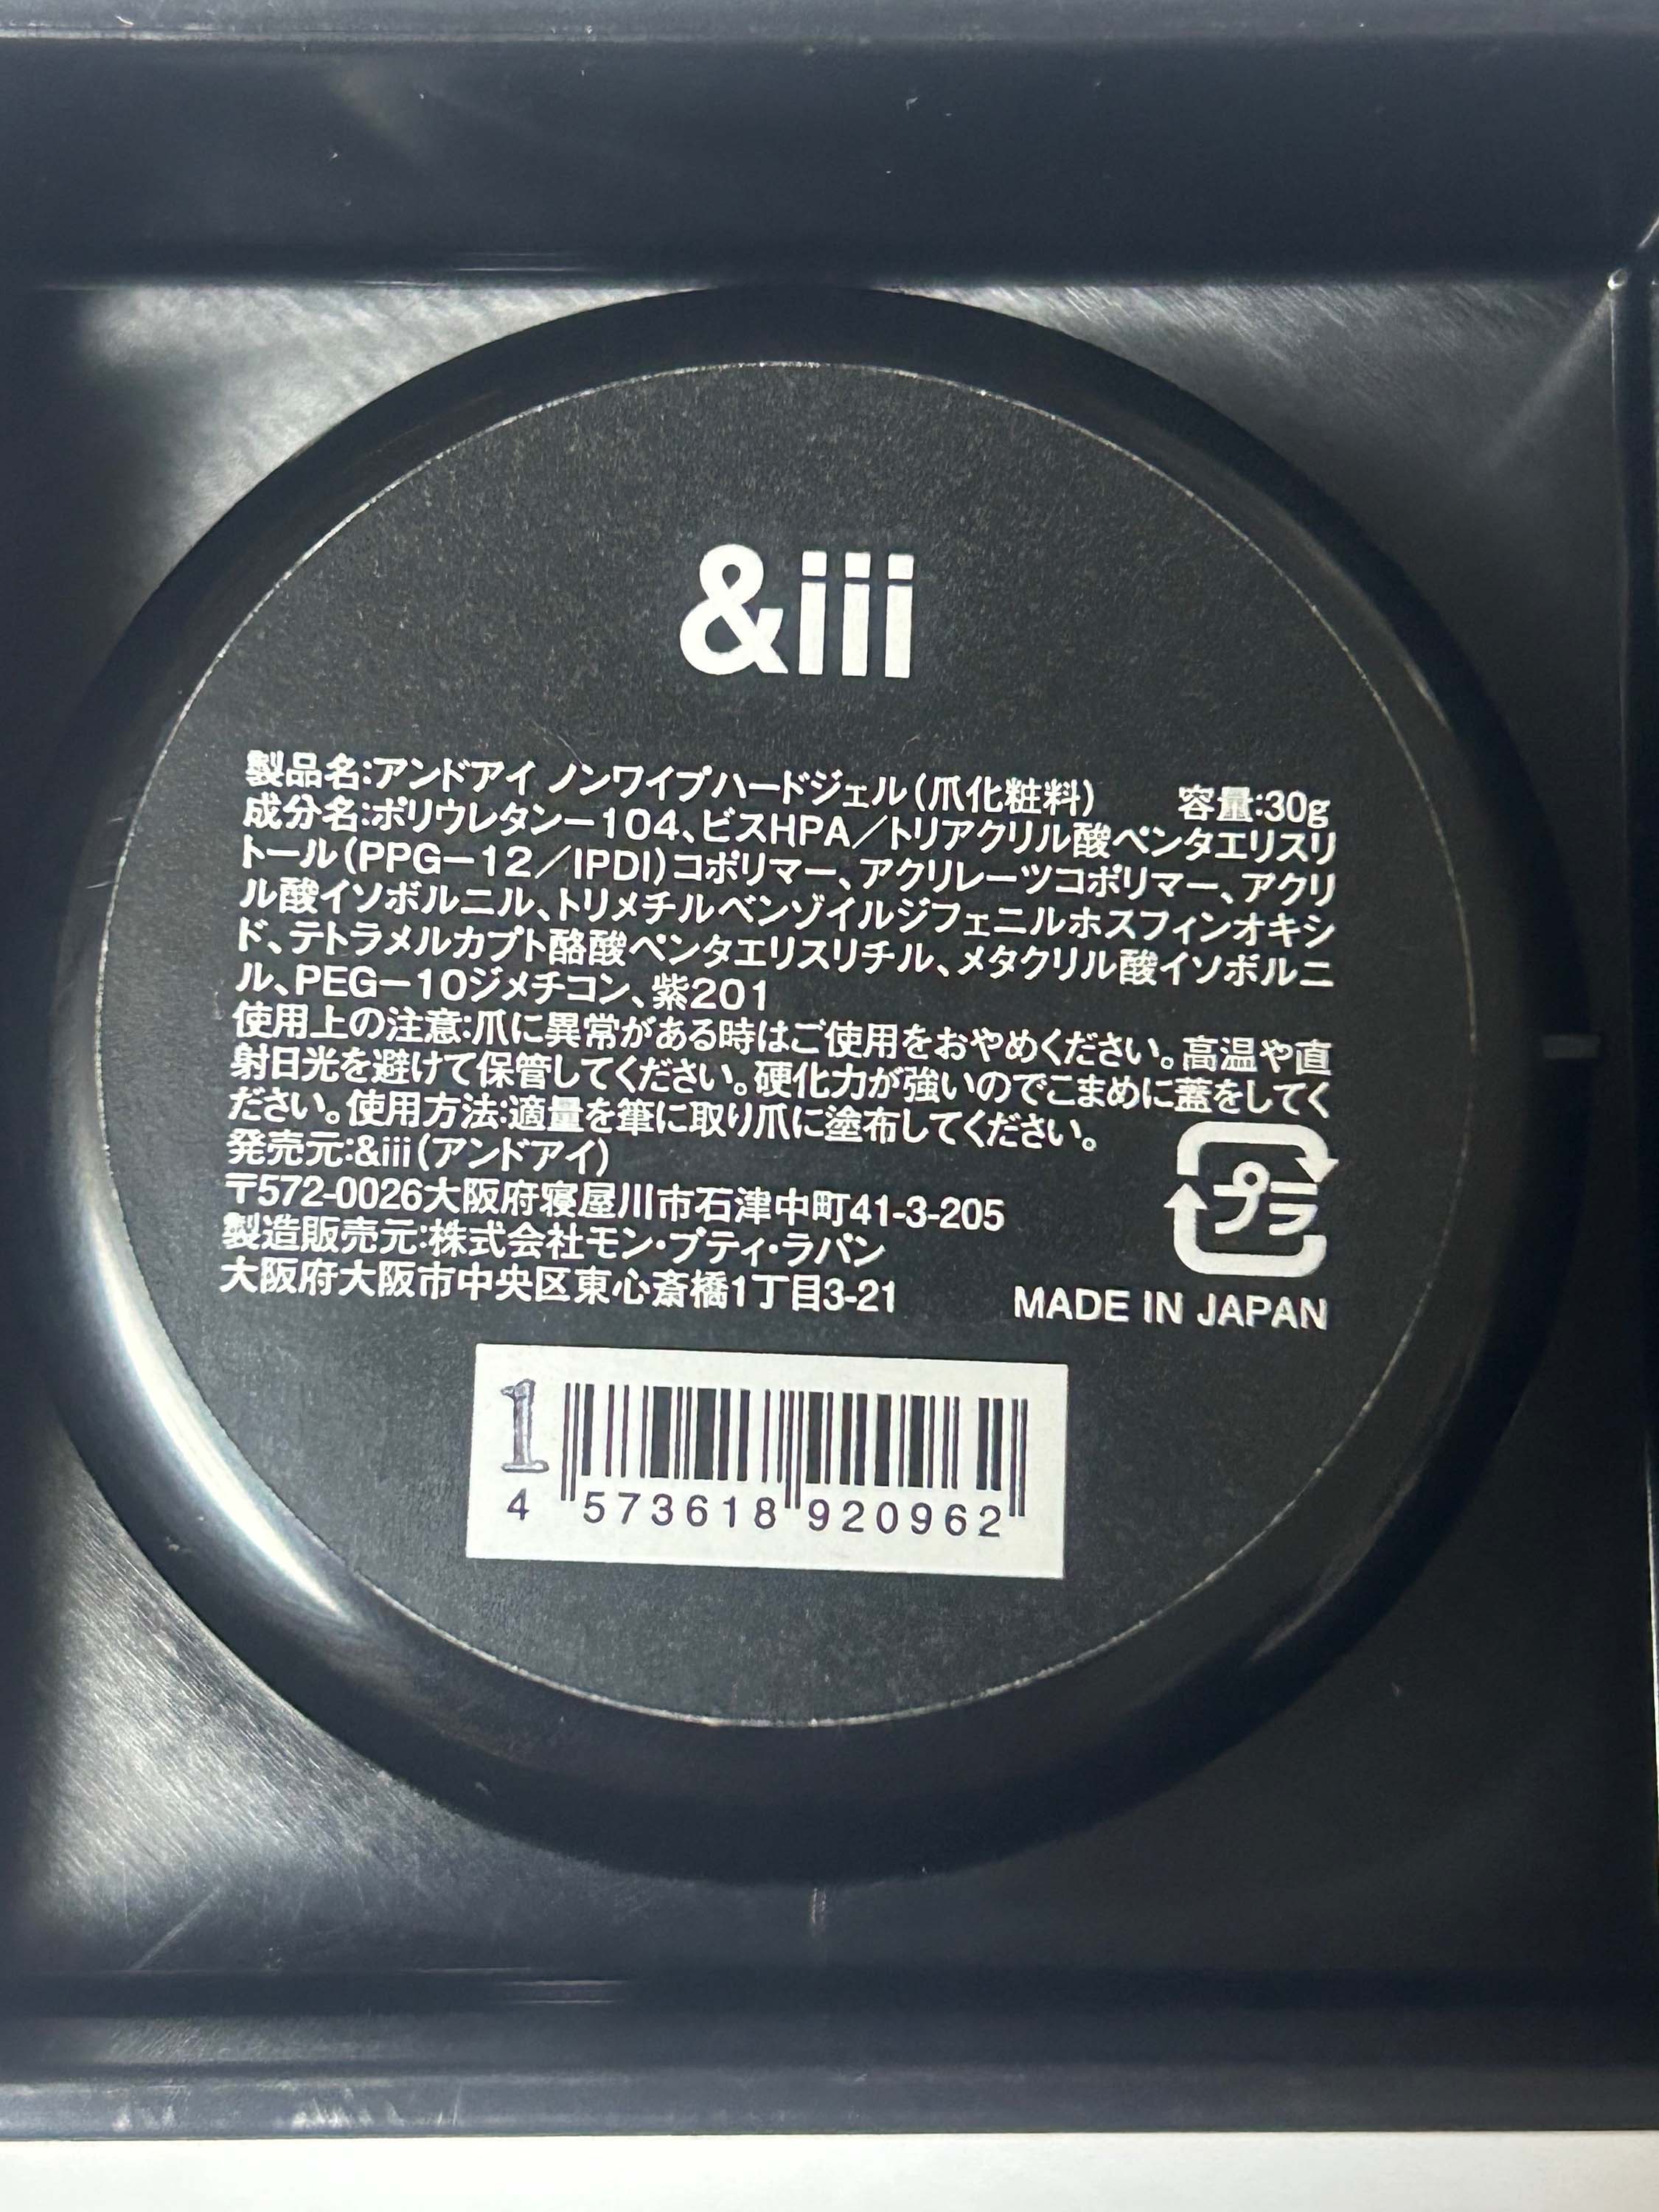 &iii
製品名:アンドアイ ノンワイプハードジェル(爪化粧料) 容量:30g
成分名:ポリウレタンー104、ビスHPA/トリアクリル酸ペンタエリスリ
トール(PPGー12/IPDI)コポリマー、アクリレーツコポリマー、アクリ
ル酸イソボルニル、トリメチルベンゾイルジフェニルホスフィンオキシ
ド、テトラメルカプト酪酸ペンタエリスリチル、メタクリル酸イソボルニ
ル、PEGー10ジメチコン、紫201
使用上の注意:爪に異常がある時はご使用をおやめください。高温や直
射日光を避けて保管してください。硬化力が強いのでこまめに蓋をしてく
ださい。使用方法:適量を筆に取り爪に塗布してください。
発売元:&iii(アンドアイ)
〒572-0026大阪府寝屋川市石津中町41-3-205
製造販売元:株式会社モン・プティ・ラパン
大阪府大阪市中央区東心斎橋1丁目3-21
プラ
MADE IN JAPAN
1
4 573618 920962